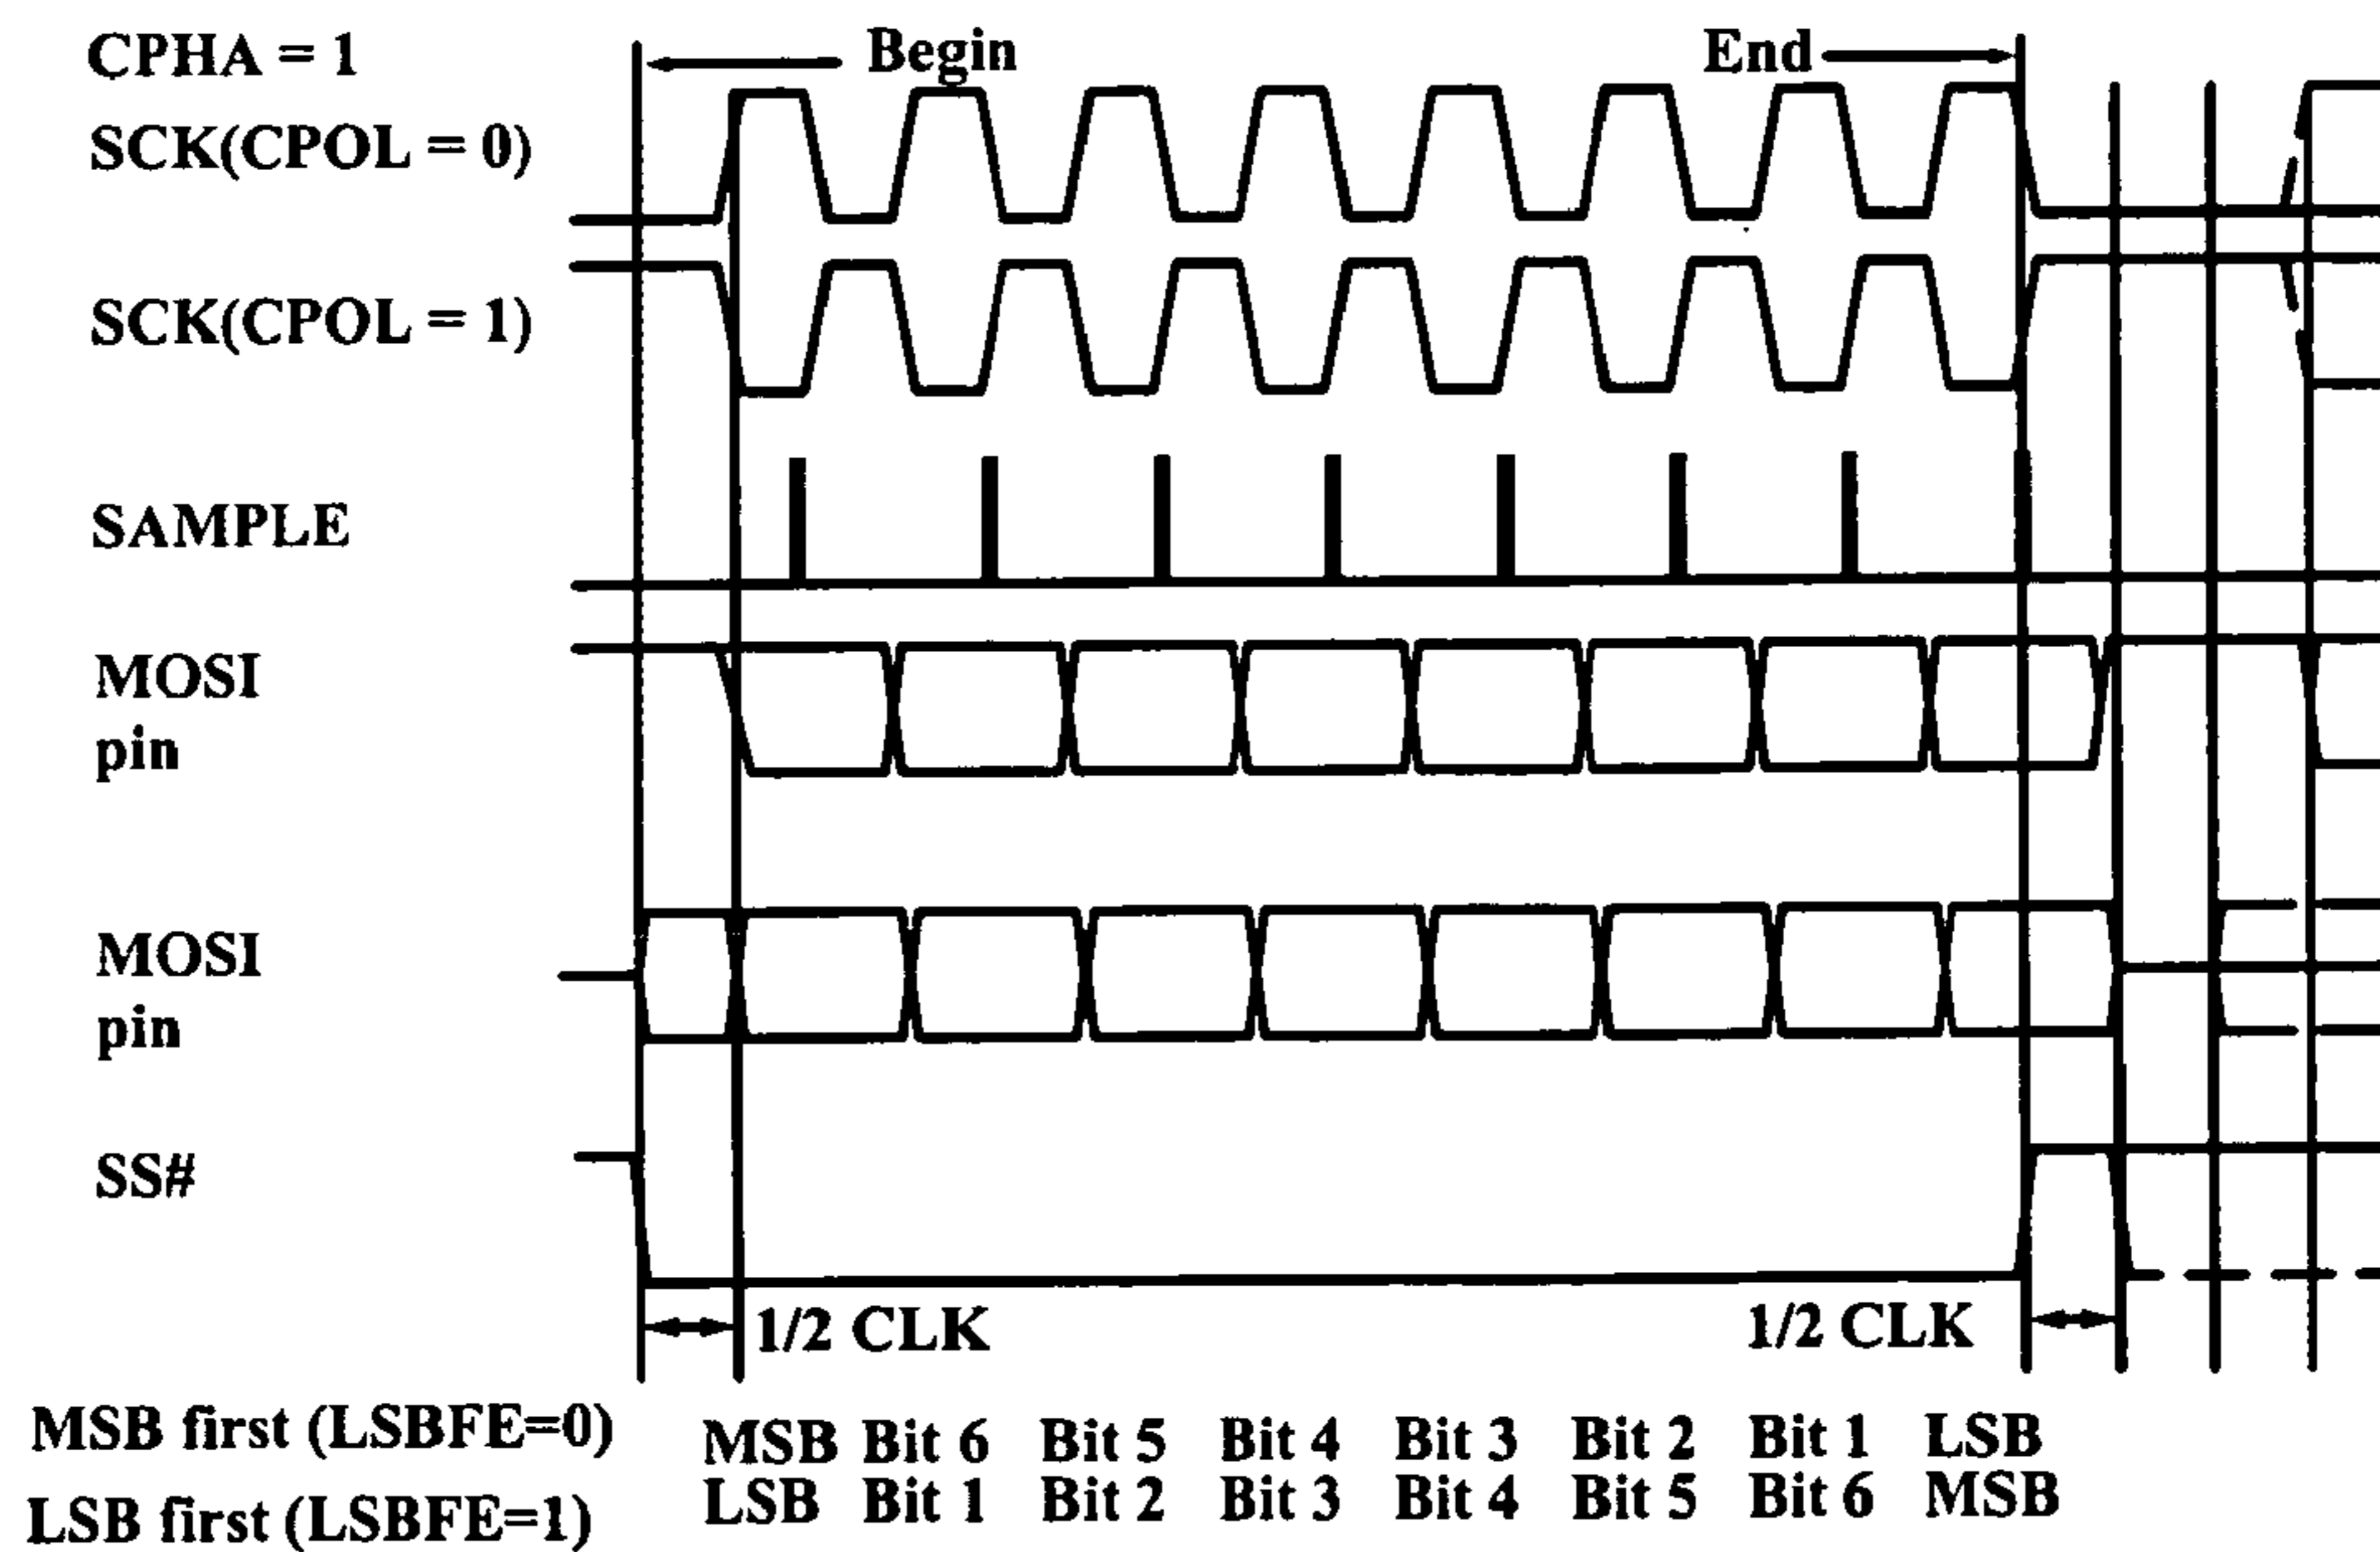 CPHA = 1
Begin
End
SCK(CPOL = 0)
SCK(CPOL = 1)
SAMPLE
MOSI
pin
MOSI
pin
SS#
1/2 CLK
1/2 CLK
MSB first (LSBFE=0)
MSB Bit 6 Bit 5 Bit 4 Bit 3 Bit 2 Bit 1 LSB
LSB first (LSBFE=1)
LSB Bit 1 Bit 2 Bit 3 Bit 4 Bit 5 Bit 6 MSB